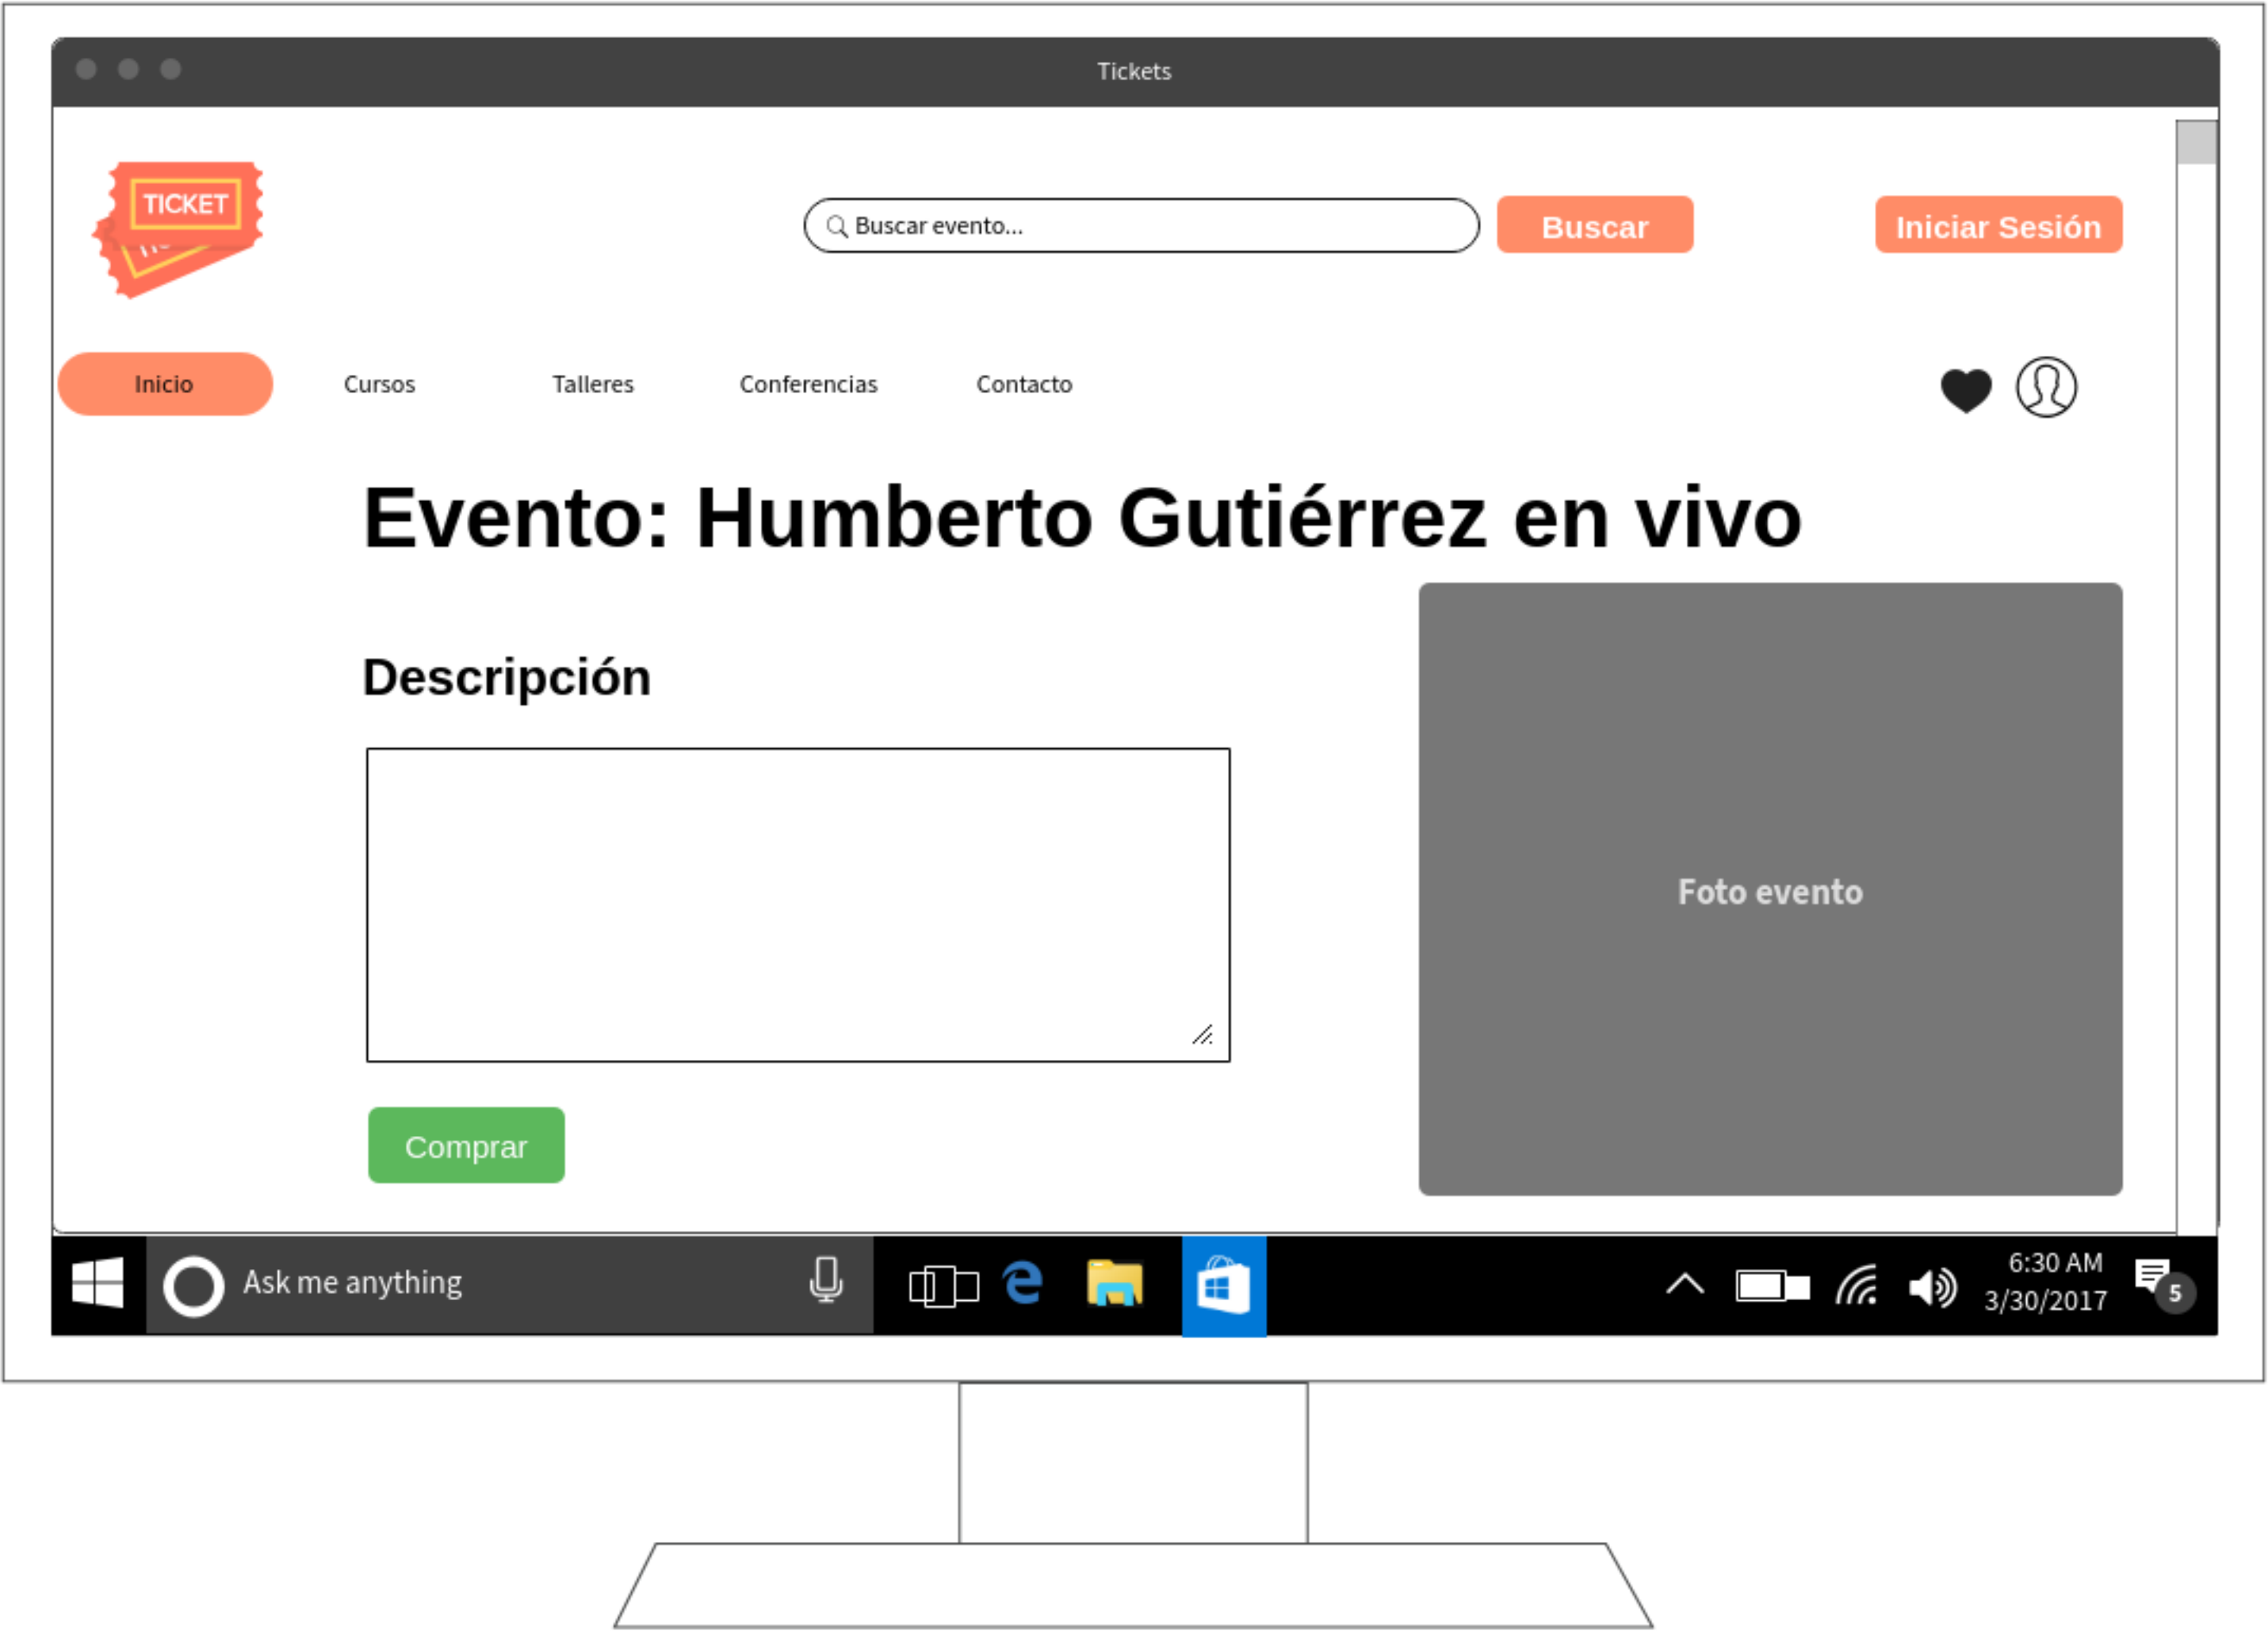 Tickets
TICKET
Buscar evento...
Buscar
Iniciar Sesión
Inicio
Cursos
Talleres
Conferencias
Contacto
Evento: Humberto Gutiérrez en vivo
Descripción
Foto evento
Comprar
Ask me anything
6:30 AM
3/30/2017
5